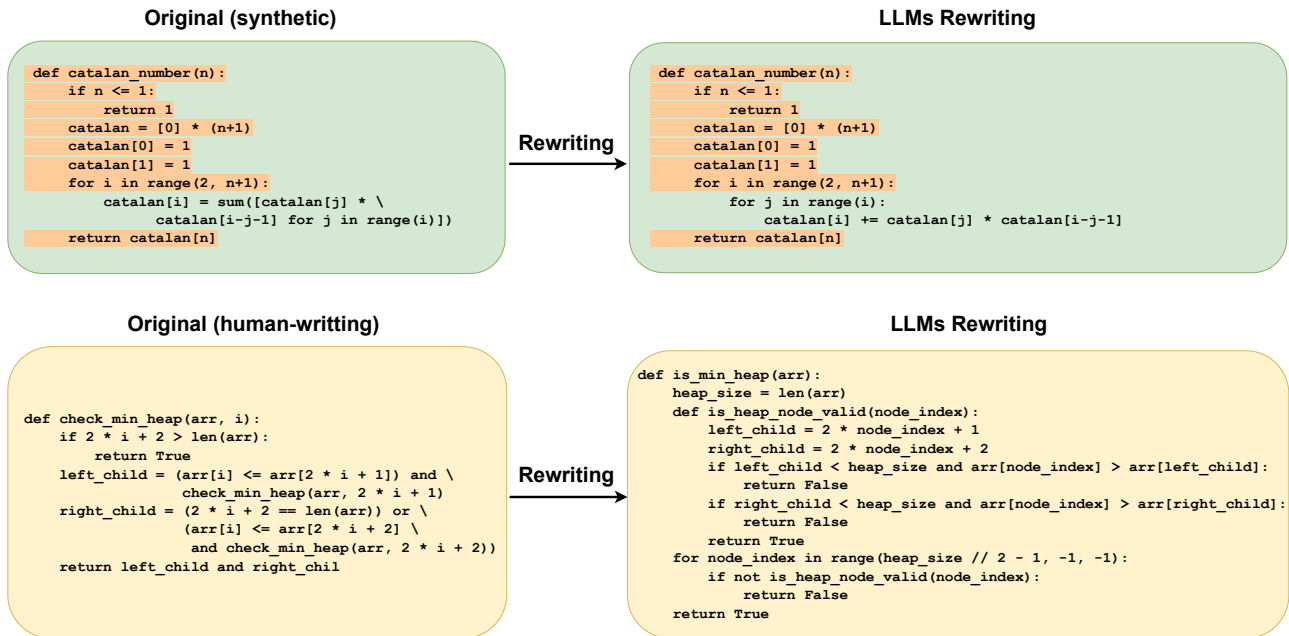 Original (synthetic)
def catalan_number(n):
    if n <= 1:
        return 1
    catalan = [0] * (n+1)
    catalan[0] = 1
    catalan[1] = 1
    for i in range(2, n+1):
        catalan[i] = sum([catalan[j] * \
              catalan[i-j-1] for j in range(i)])
    return catalan[n]
Rewriting
LLMs Rewriting
def catalan_number(n):
    if n <= 1:
        return 1
    catalan = [0] * (n+1)
    catalan[0] = 1
    catalan[1] = 1
    for i in range(2, n+1):
        for j in range(i):
            catalan[i] += catalan[j] * catalan[i-j-1]
    return catalan[n]
Original (human-writting)
def check_min_heap(arr, i):
    if 2 * i + 2 > len(arr):
        return True
    left_child = (arr[i] <= arr[2 * i + 1]) and \
                  check_min_heap(arr, 2 * i + 1)
    right_child = (2 * i + 2 == len(arr)) or \
                  (arr[i] <= arr[2 * i + 2] \
                   and check_min_heap(arr, 2 * i + 2))
    return left_child and right_chil
Rewriting
LLMs Rewriting
def is_min_heap(arr):
    heap_size = len(arr)
    def is_heap_node_valid(node_index):
        left_child = 2 * node_index + 1
        right_child = 2 * node_index + 2
        if left_child < heap_size and arr[node_index] > arr[left_child]:
            return False
        if right_child < heap_size and arr[node_index] > arr[right_child]:
            return False
        return True
    for node_index in range(heap_size // 2 - 1, -1, -1):
        if not is_heap_node_valid(node_index):
            return False
    return True